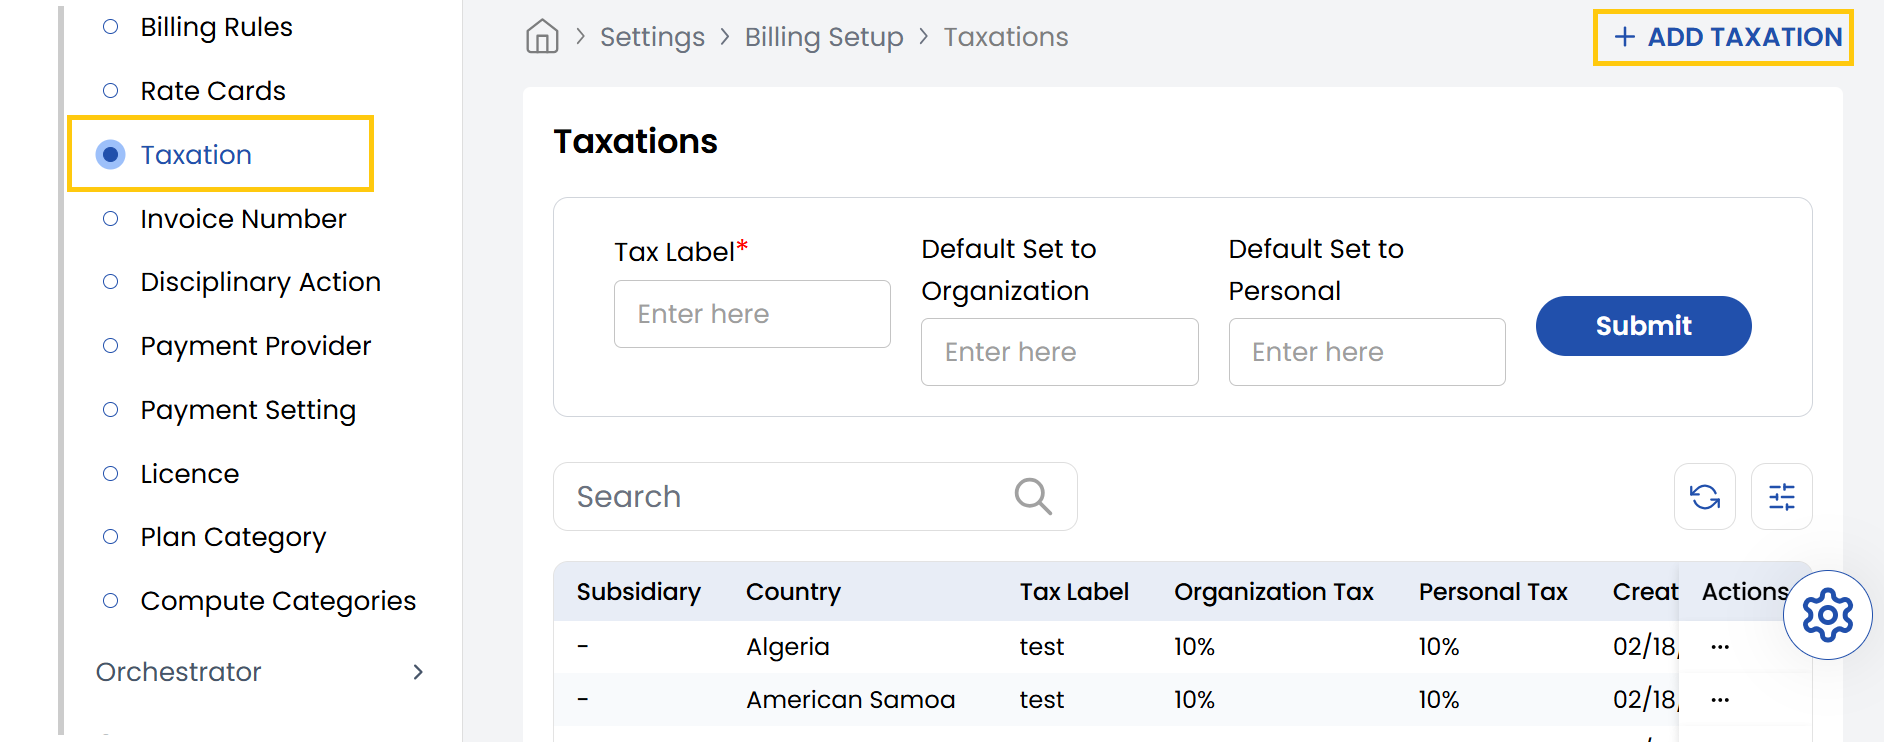 Billing Rules
Rate Cards
Taxation
Invoice Number
Disciplinary Action
Payment Provider
Payment Setting
Licence
Plan Category
Compute Categories
Orchestrator
Settings > Billing Setup > Taxations
+ ADD TAXATION
Taxations
Tax Label*
Enter here
Default Set to
Organization
Enter here
Default Set to
Personal
Enter here
Submit
Search
Subsidiary Country Tax Label Organization Tax Personal Tax Creat Actions
- Algeria test 10% 10% 02/18, ...
- American Samoa test 10% 10% 02/18, ...